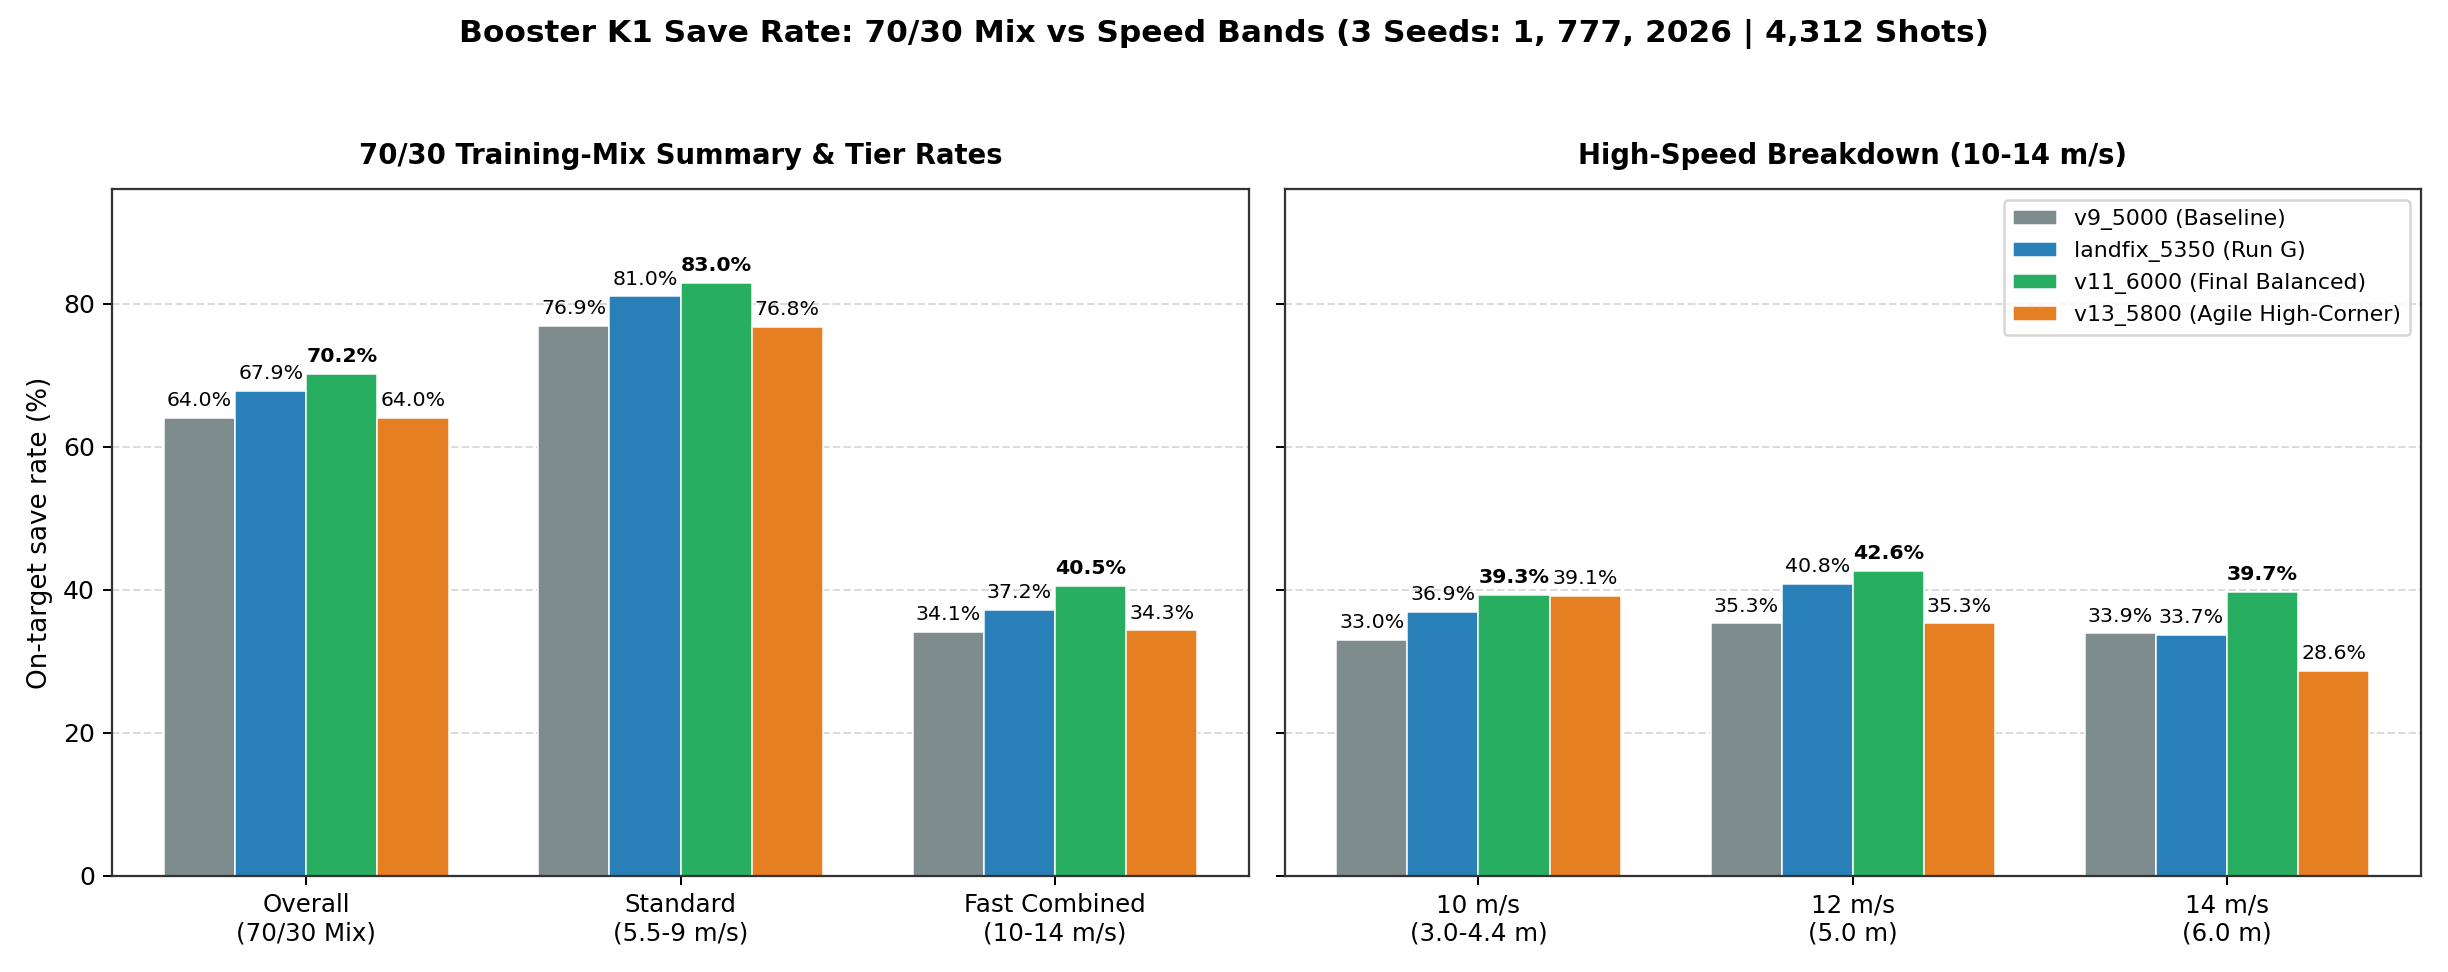 Booster K1 Save Rate: 70/30 Mix vs Speed Bands (3 Seeds: 1, 777, 2026 | 4,312 Shots)
70/30 Training-Mix Summary & Tier Rates
On-target save rate (%)
80
60
40
20
0
64.0%
67.9%
70.2%
64.0%
76.9%
81.0%
83.0%
76.8%
34.1%
37.2%
40.5%
34.3%
Overall
(70/30 Mix)
Standard
(5.5-9 m/s)
Fast Combined
(10-14 m/s)
High-Speed Breakdown (10-14 m/s)
v9_5000 (Baseline)
landfix_5350 (Run G)
v11_6000 (Final Balanced)
v13_5800 (Agile High-Corner)
33.0%
36.9%
39.3%
39.1%
35.3%
40.8%
42.6%
35.3%
33.9%
33.7%
39.7%
28.6%
10 m/s
(3.0-4.4 m)
12 m/s
(5.0 m)
14 m/s
(6.0 m)